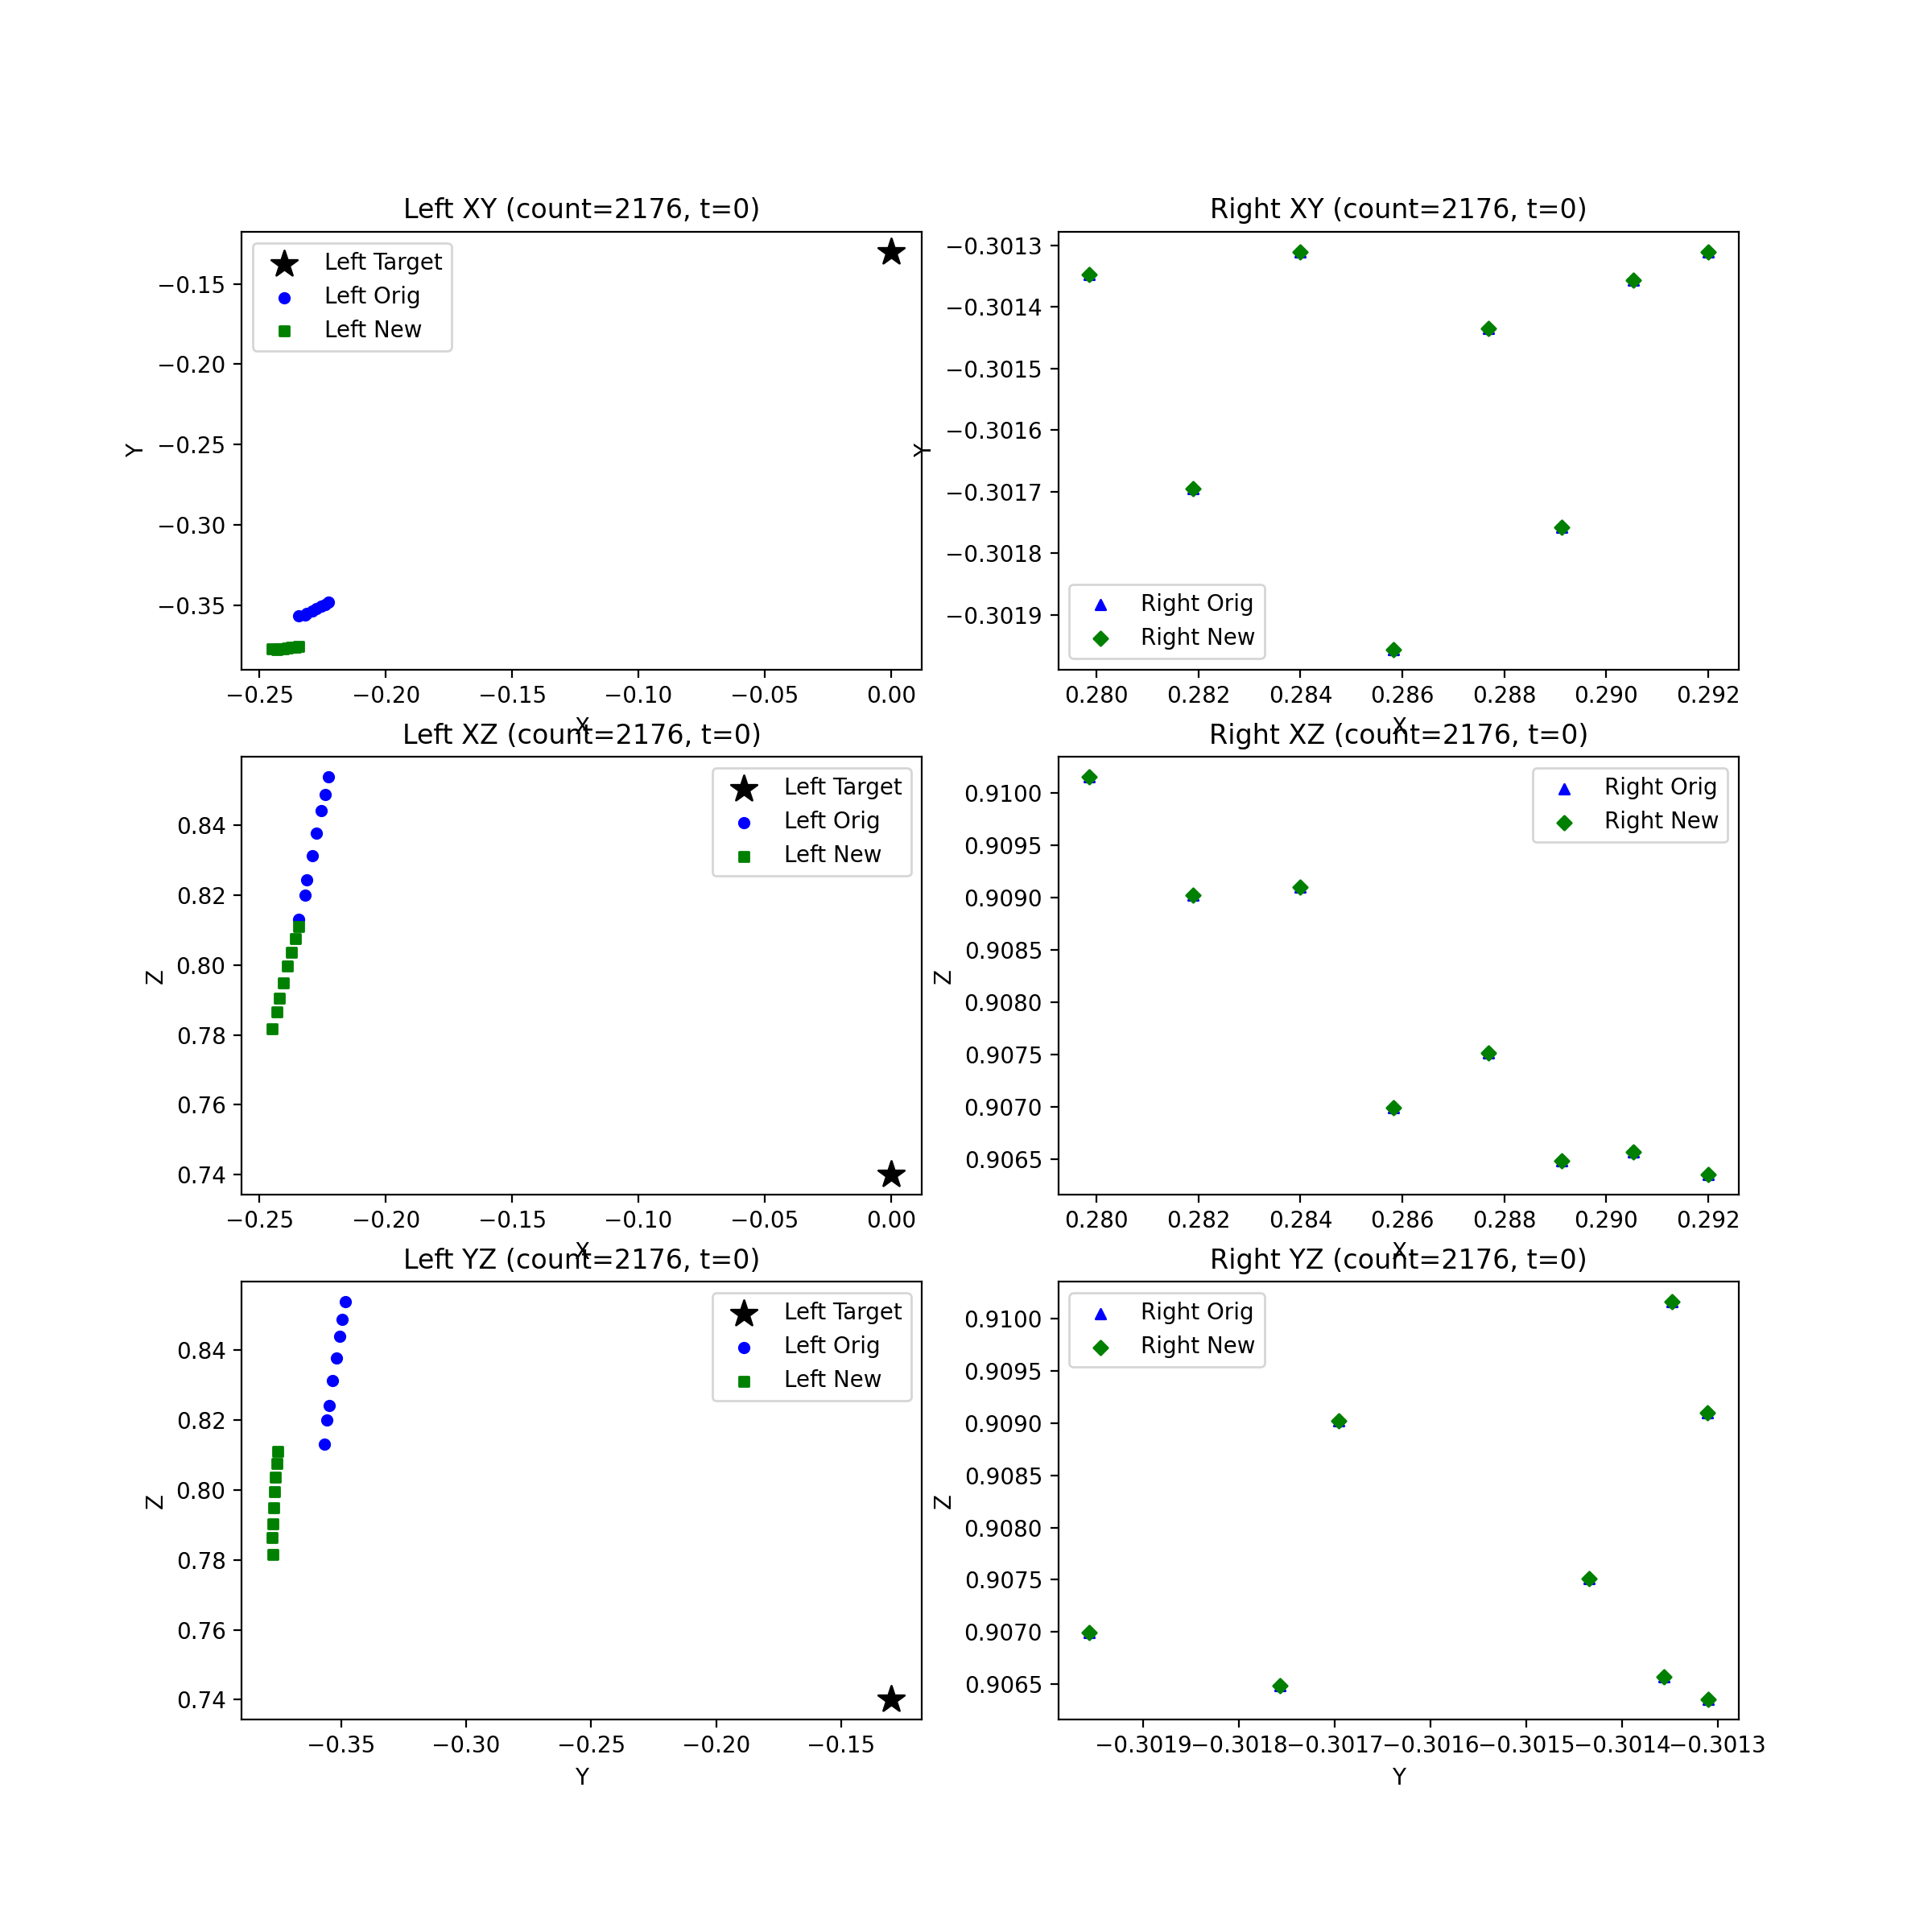 Left XY (count=2176, t=0)
Left Target
Left Orig
Left New
−0.15
−0.20
−0.25
−0.30
−0.35
Y
−0.25
−0.20
−0.15
−0.10
−0.05
0.00
X
Right XY (count=2176, t=0)
−0.3013
−0.3014
−0.3015
−0.3016
−0.3017
−0.3018
−0.3019
Y
Right Orig
Right New
0.280
0.282
0.284
0.286
0.288
0.290
0.292
X
Left XZ (count=2176, t=0)
Left Target
Left Orig
Left New
0.84
0.82
0.80
0.78
0.76
0.74
Z
−0.25
−0.20
−0.15
−0.10
−0.05
0.00
X
Right XZ (count=2176, t=0)
Right Orig
Right New
0.9100
0.9095
0.9090
0.9085
0.9080
0.9075
0.9070
0.9065
Z
0.280
0.282
0.284
0.286
0.288
0.290
0.292
X
Left YZ (count=2176, t=0)
Left Target
Left Orig
Left New
0.84
0.82
0.80
0.78
0.76
0.74
Z
−0.35
−0.30
−0.25
−0.20
−0.15
Y
Right YZ (count=2176, t=0)
Right Orig
Right New
0.9100
0.9095
0.9090
0.9085
0.9080
0.9075
0.9070
0.9065
Z
−0.3019
−0.3018
−0.3017
−0.3016
−0.3015
−0.3014
−0.3013
Y